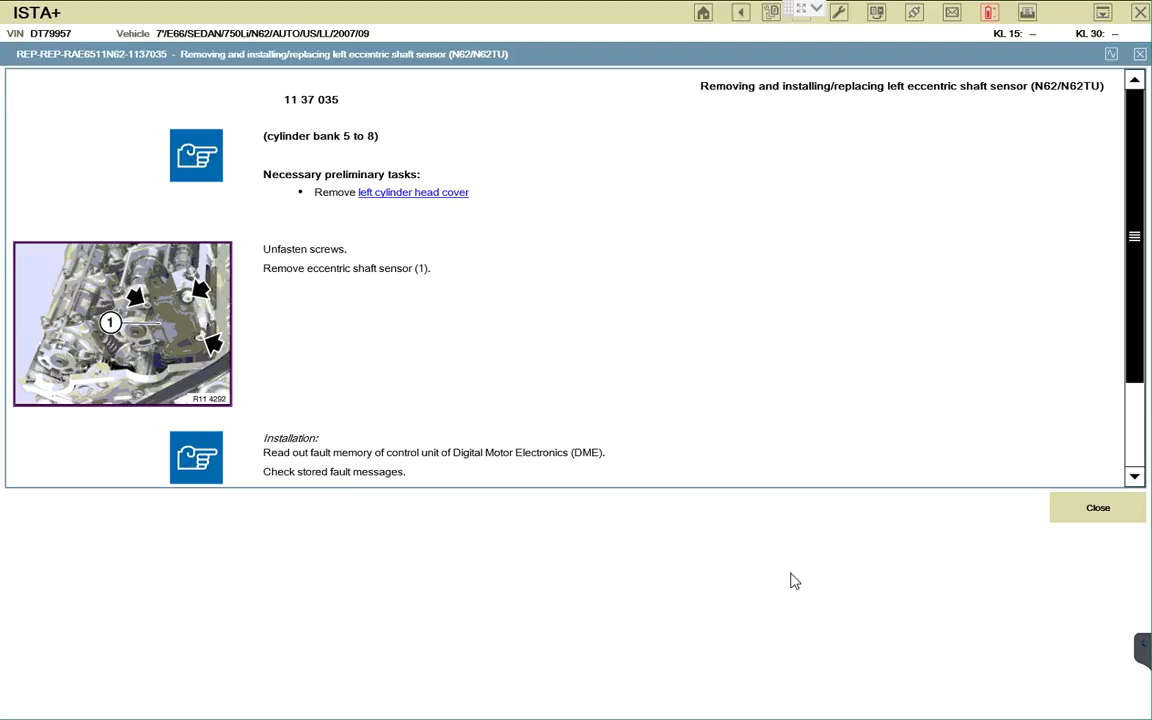 ISTA+
VIN DT79957 Vehicle 7'/E66/SEDAN/750Li/N62/AUTO/US/LL/2007/09 KL 15: -- KL 30: --
REP-REP-RAE6511N62-1137035 - Removing and installing/replacing left eccentric shaft sensor (N62/N62TU)
Removing and installing/replacing left eccentric shaft sensor (N62/N62TU)
11 37 035
(cylinder bank 5 to 8)
Necessary preliminary tasks:
• Remove left cylinder head cover
Unfasten screws.
Remove eccentric shaft sensor (1).
1
R11 4292
Installation:
Read out fault memory of control unit of Digital Motor Electronics (DME).
Check stored fault messages.
Close